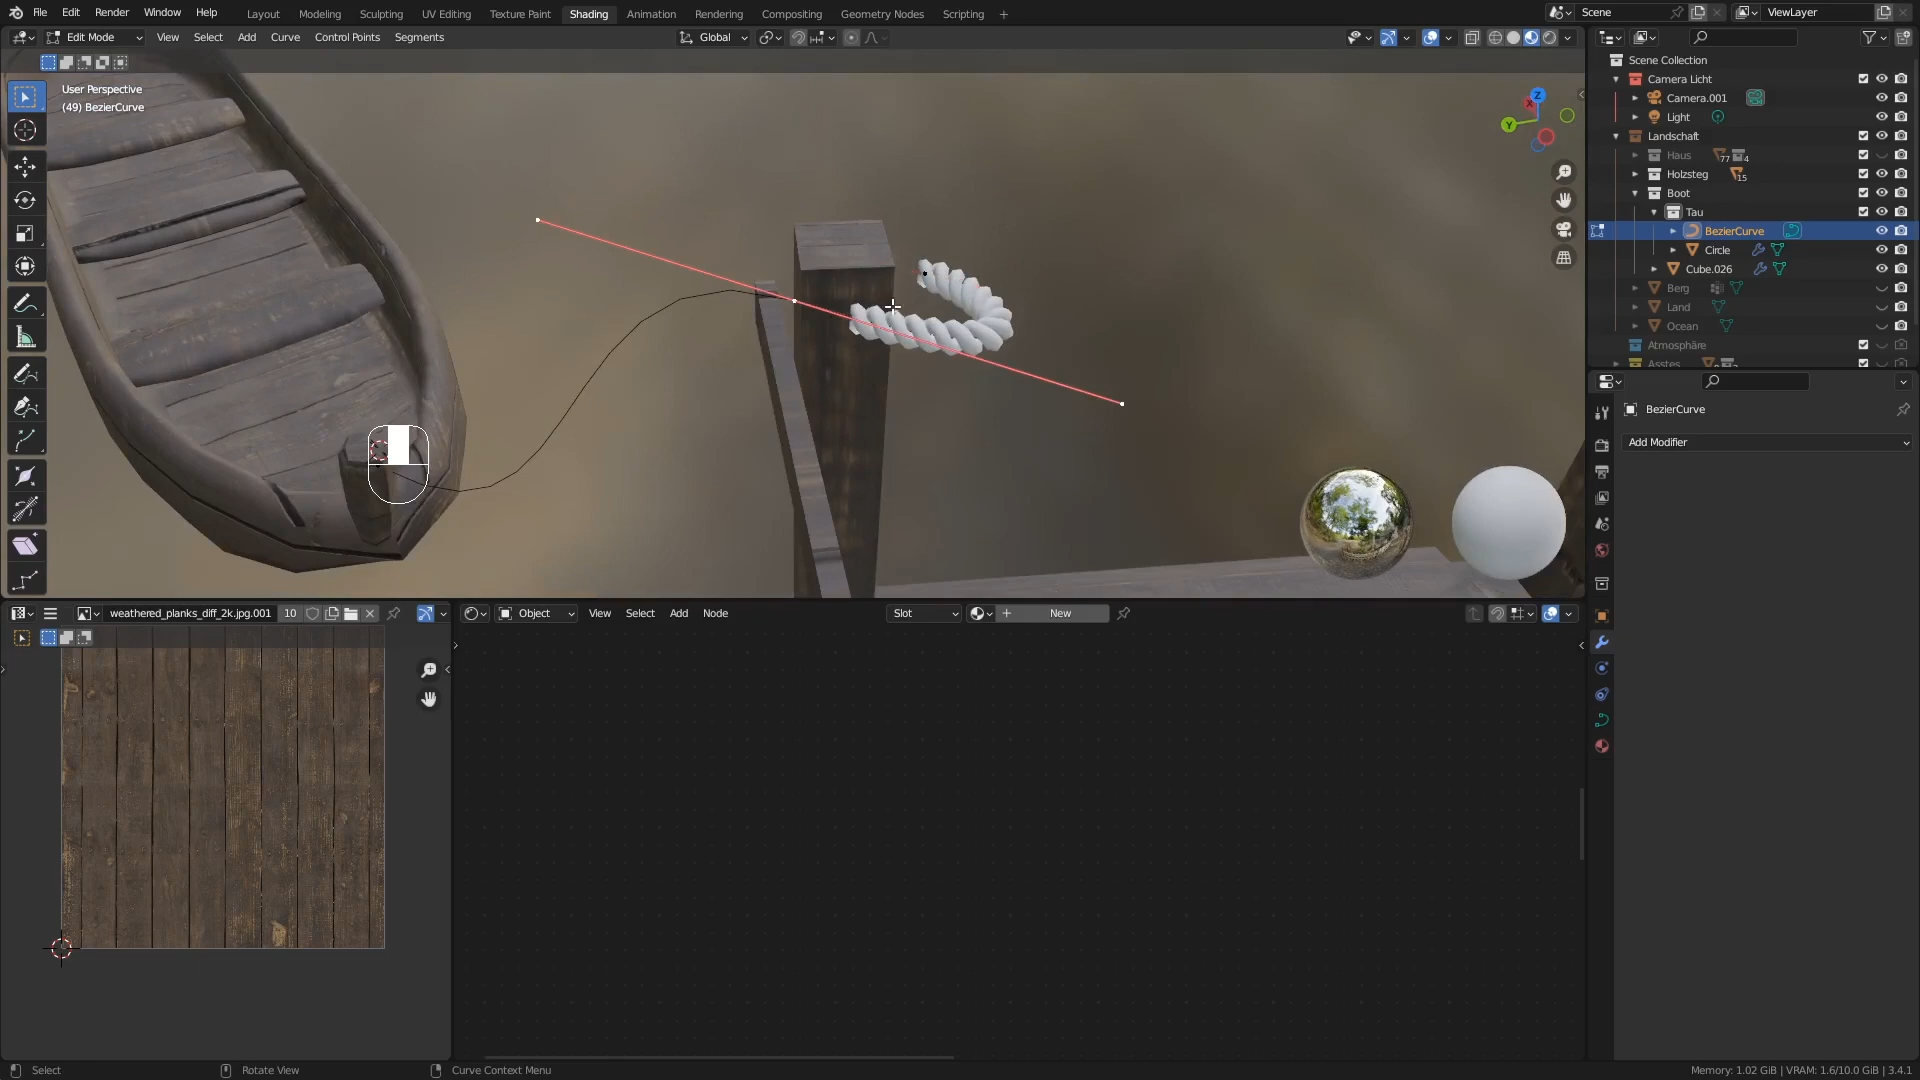 File Edit Render Window Help Layout Modeling Sculpting UV Editing Texture Paint Shading Animation Rendering Compositing Geometry Nodes Scripting + Scene ViewLayer
Edit Mode View Select Add Curve Control Points Segments Global
User Perspective
(49) BezierCurve
Z
X
Y
Scene Collection
Camera Licht
Camera.001
Light
Landschaft
Haus 77 4
Holzsteg 15
Boot
Tau
BezierCurve
Circle
Cube.026
Berg
Land
Ocean
Atmosphäre
Asstes
BezierCurve
Add Modifier
weathered_planks_diff_2k.jpg.001 10
Object View Select Add Node Slot New
Select Rotate View Curve Context Menu Memory: 1.02 GiB | VRAM: 1.6/10.0 GiB | 3.4.1